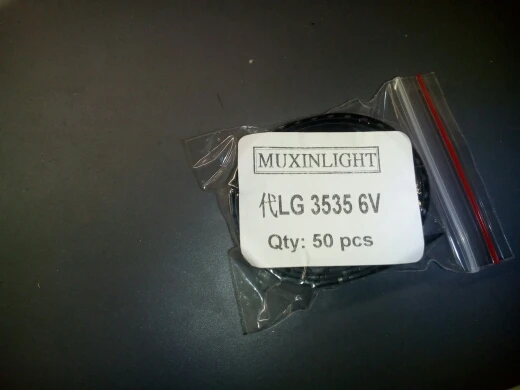 MUXINLIGHT
代LG 3535 6V
Qty: 50 pcs